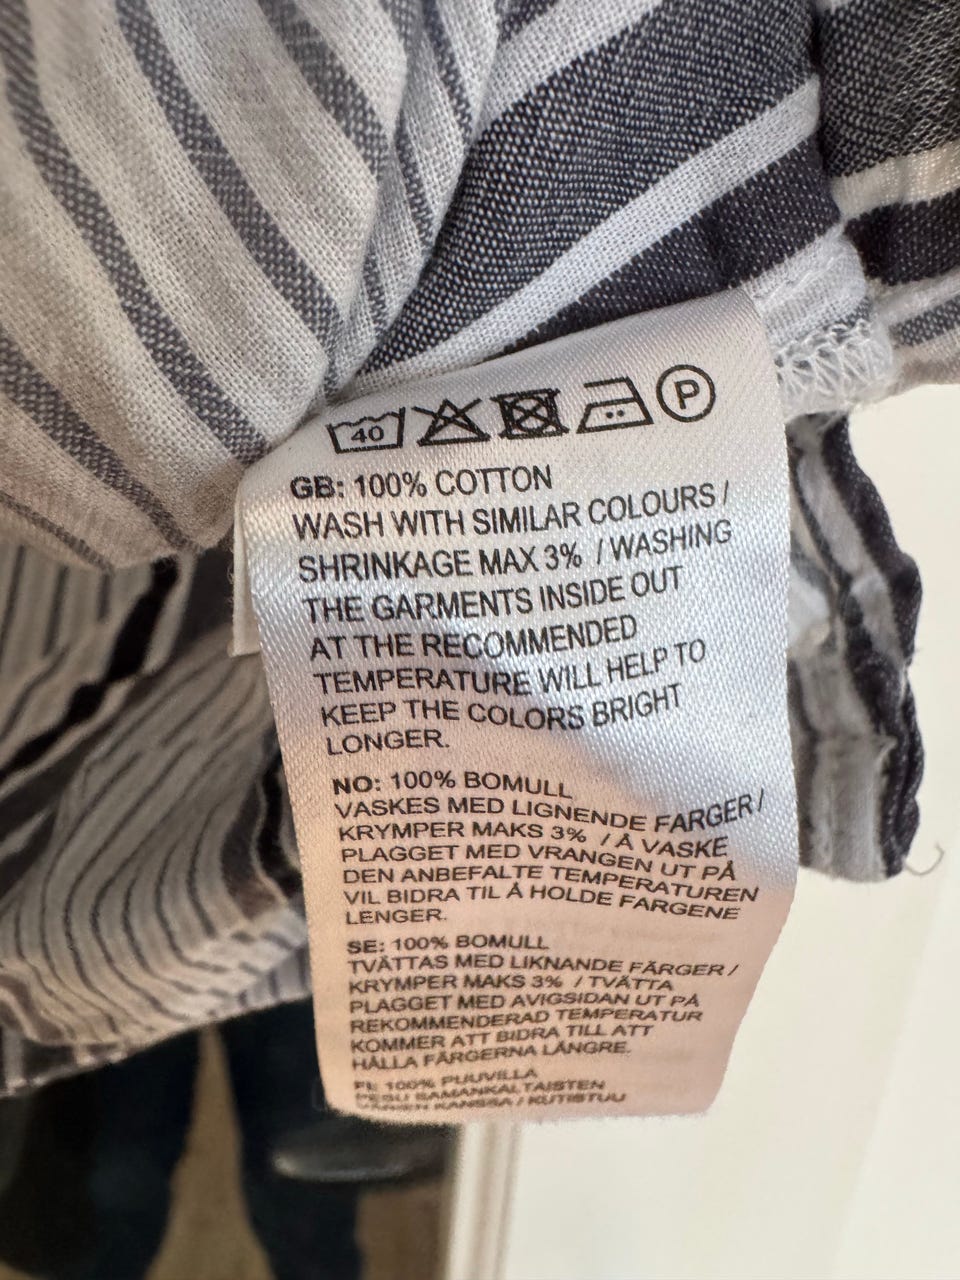 40 P
GB: 100% COTTON
WASH WITH SIMILAR COLOURS /
SHRINKAGE MAX 3% / WASHING
THE GARMENTS INSIDE OUT
AT THE RECOMMENDED
TEMPERATURE WILL HELP TO
KEEP THE COLORS BRIGHT
LONGER.
NO: 100% BOMULL
VASKES MED LIGNENDE FARGER /
KRYMPER MAKS 3% / Å VASKE
PLAGGET MED VRANGEN UT PÅ
DEN ANBEFALTE TEMPERATUREN
VIL BIDRA TIL Å HOLDE FARGENE
LENGER.
SE: 100% BOMULL
TVÄTTAS MED LIKNANDE FÄRGER /
KRYMPER MAKS 3% / TVÄTTA
PLAGGET MED AVIGSIDAN UT PÅ
REKOMMENDERAD TEMPERATUR
KOMMER ATT BIDRA TILL ATT
HÅLLA FÄRGERNA LÄNGRE.
FI: 100% PUUVILLA
PESU SAMANKALTAISTEN
VÄRIEN KANSSA / KUTISTUU